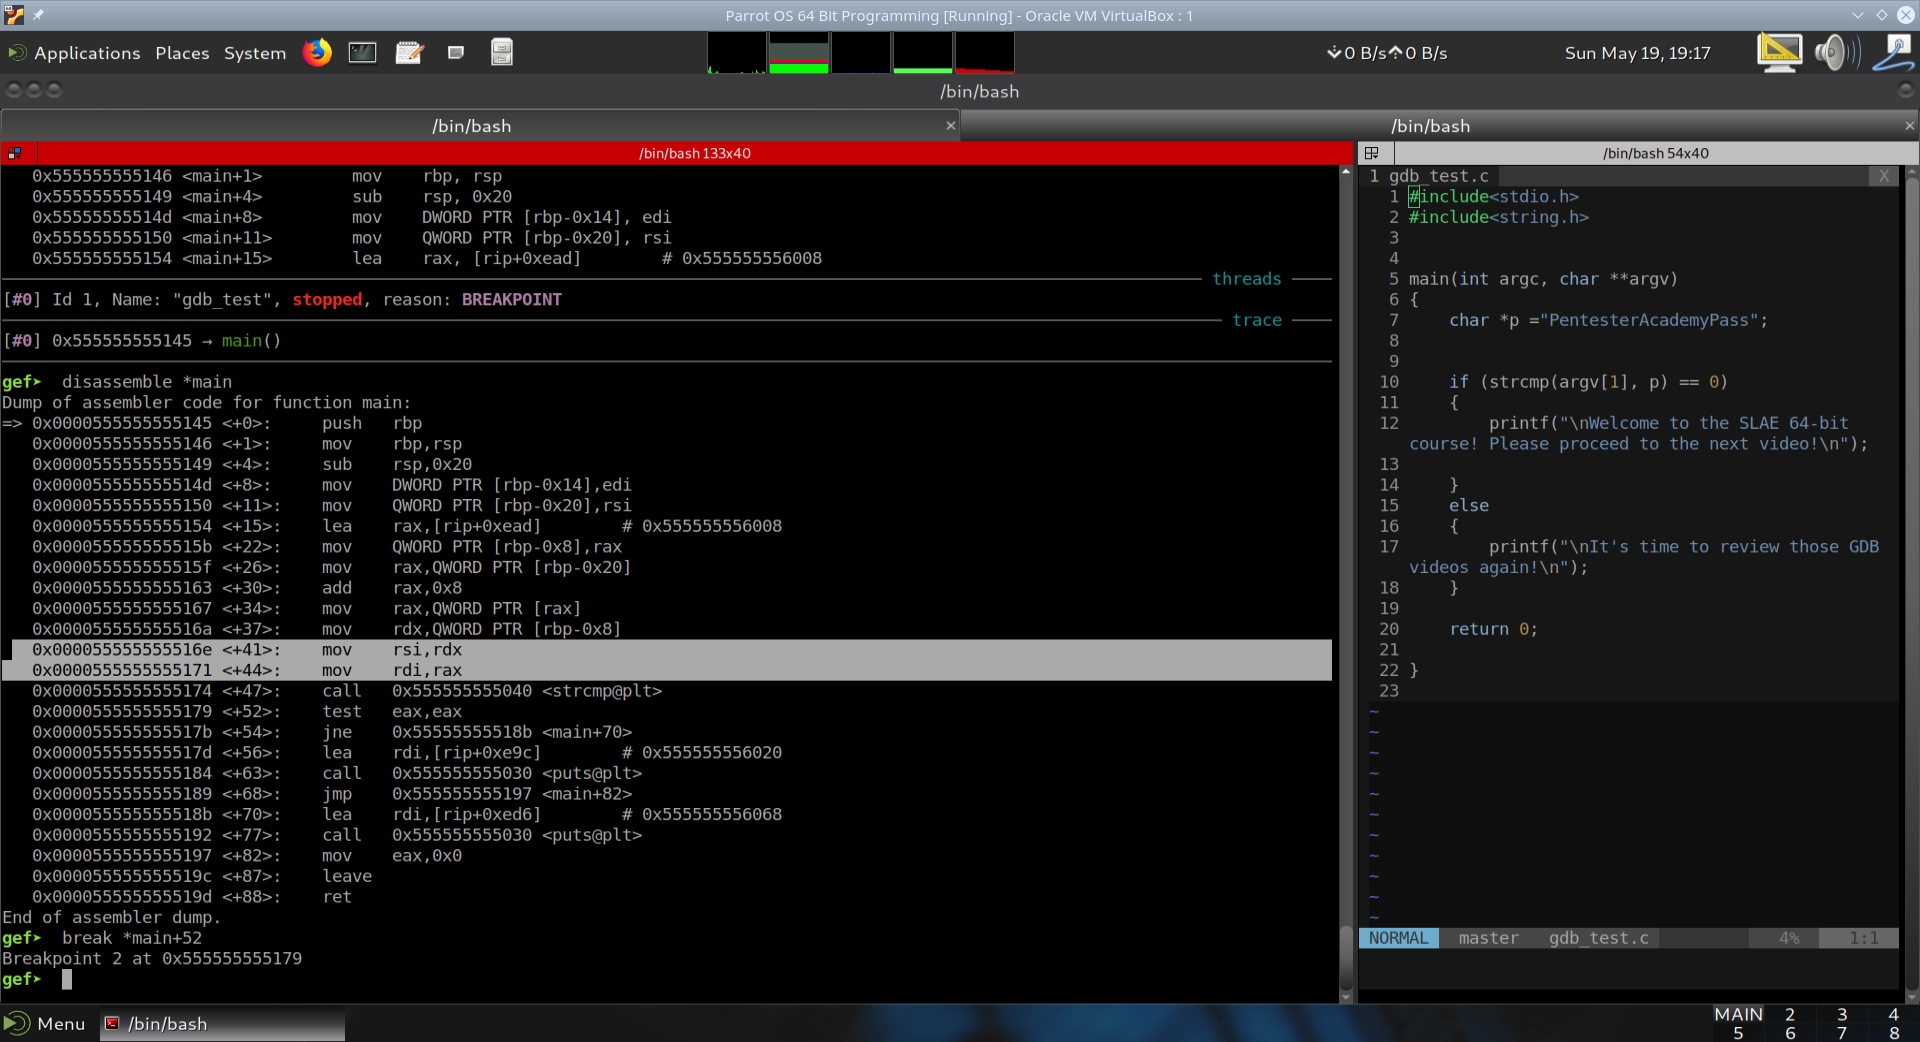 Parrot OS 64 Bit Programming [Running] - Oracle VM VirtualBox : 1
Applications Places System 0 B/s 0 B/s Sun May 19, 19:17
/bin/bash
/bin/bash × /bin/bash ×
/bin/bash 133x40
0x555555555146 <main+1> mov rbp, rsp
0x555555555149 <main+4> sub rsp, 0x20
0x55555555514d <main+8> mov DWORD PTR [rbp-0x14], edi
0x555555555150 <main+11> mov QWORD PTR [rbp-0x20], rsi
0x555555555154 <main+15> lea rax, [rip+0xead] # 0x555555556008
threads
[#0] Id 1, Name: "gdb_test", stopped, reason: BREAKPOINT
trace
[#0] 0x555555555145 → main()
gef➤ disassemble *main
Dump of assembler code for function main:
=> 0x0000555555555145 <+0>: push rbp
0x0000555555555146 <+1>: mov rbp,rsp
0x0000555555555149 <+4>: sub rsp,0x20
0x000055555555514d <+8>: mov DWORD PTR [rbp-0x14],edi
0x0000555555555150 <+11>: mov QWORD PTR [rbp-0x20],rsi
0x0000555555555154 <+15>: lea rax,[rip+0xead] # 0x555555556008
0x000055555555515b <+22>: mov QWORD PTR [rbp-0x8],rax
0x000055555555515f <+26>: mov rax,QWORD PTR [rbp-0x20]
0x0000555555555163 <+30>: add rax,0x8
0x0000555555555167 <+34>: mov rax,QWORD PTR [rax]
0x000055555555516a <+37>: mov rdx,QWORD PTR [rbp-0x8]
0x000055555555516e <+41>: mov rsi,rdx
0x0000555555555171 <+44>: mov rdi,rax
0x0000555555555174 <+47>: call 0x555555555040 <strcmp@plt>
0x0000555555555179 <+52>: test eax,eax
0x000055555555517b <+54>: jne 0x55555555518b <main+70>
0x000055555555517d <+56>: lea rdi,[rip+0xe9c] # 0x555555556020
0x0000555555555184 <+63>: call 0x555555555030 <puts@plt>
0x0000555555555189 <+68>: jmp 0x555555555197 <main+82>
0x000055555555518b <+70>: lea rdi,[rip+0xed6] # 0x555555556068
0x0000555555555192 <+77>: call 0x555555555030 <puts@plt>
0x0000555555555197 <+82>: mov eax,0x0
0x000055555555519c <+87>: leave
0x000055555555519d <+88>: ret
End of assembler dump.
gef➤ break *main+52
Breakpoint 2 at 0x555555555179
gef➤
/bin/bash 54x40
1 gdb_test.c X
1 #include<stdio.h>
2 #include<string.h>
3
4
5 main(int argc, char **argv)
6 {
7 char *p ="PentesterAcademyPass";
8
9
10 if (strcmp(argv[1], p) == 0)
11 {
12 printf("\nWelcome to the SLAE 64-bit
course! Please proceed to the next video!\n");
13
14 }
15 else
16 {
17 printf("\nIt's time to review those GDB
videos again!\n");
18 }
19
20 return 0;
21
22 }
23
~
~
~
~
~
~
~
~
~
~
~
NORMAL master gdb_test.c 4% 1:1
Menu /bin/bash MAIN 2 3 4
5 6 7 8